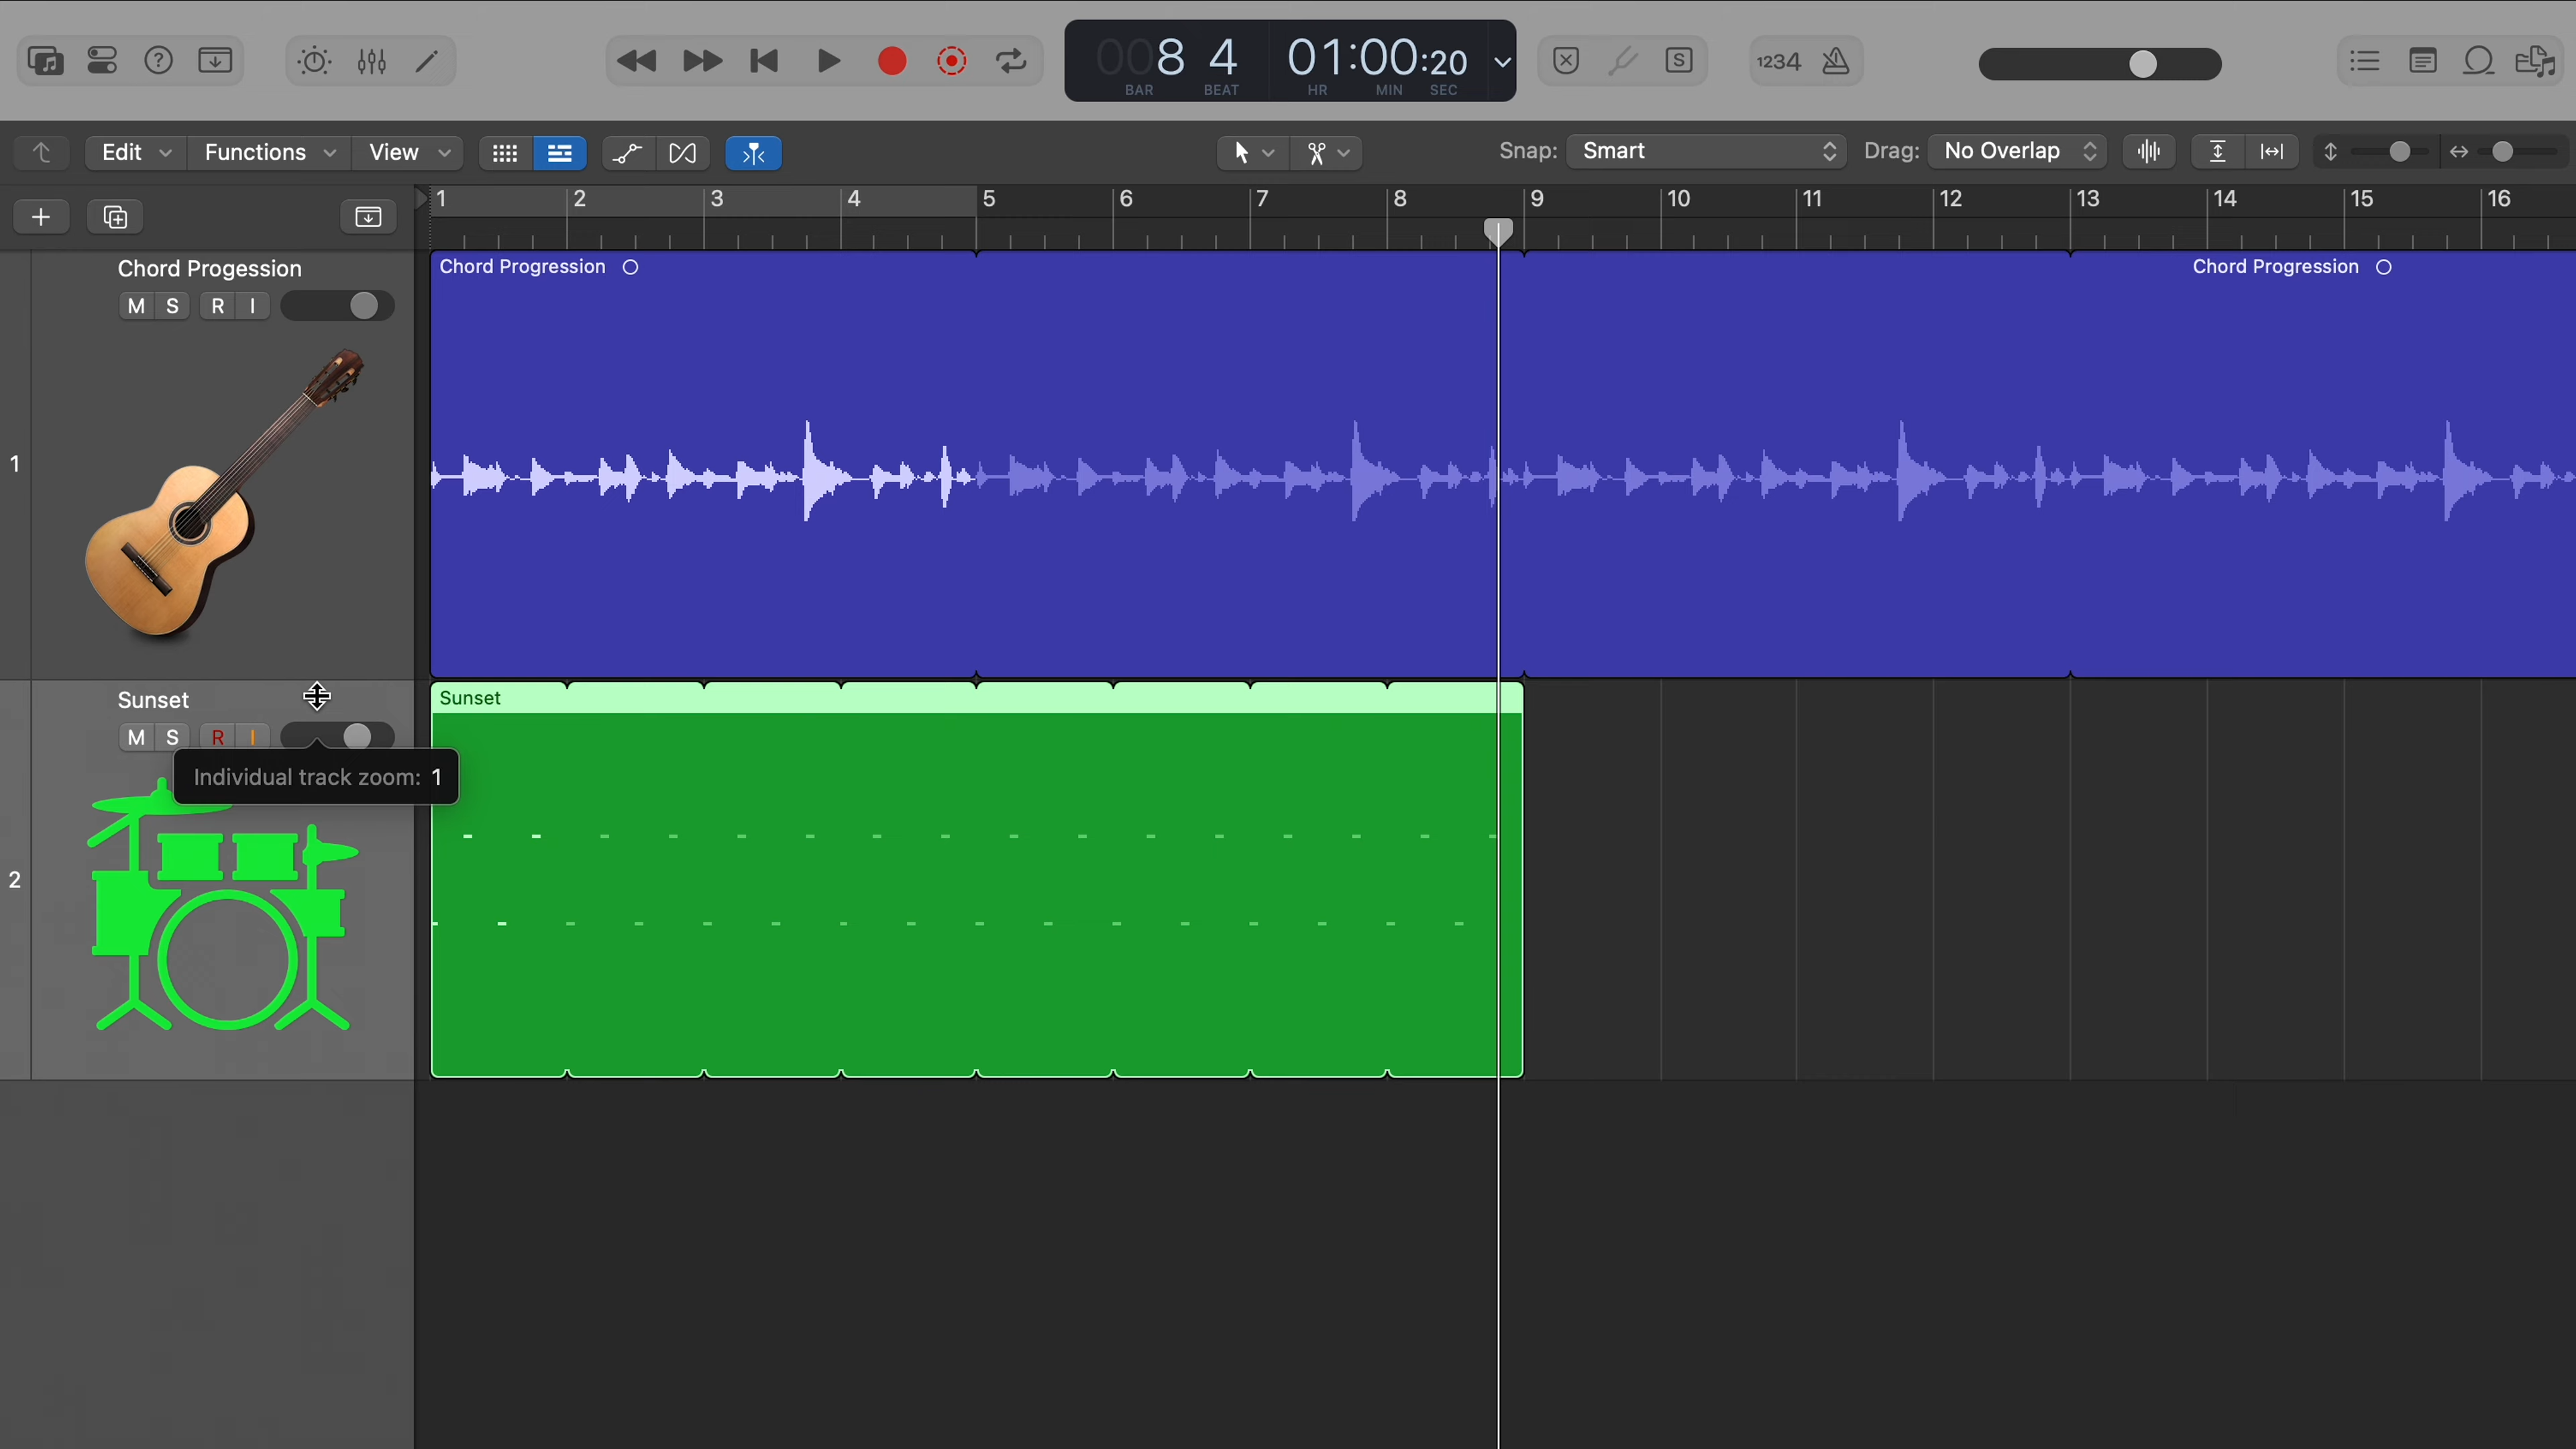 008 4 01:00:20
BAR BEAT HR MIN SEC
S
1234
Edit Functions View Snap: Smart Drag: No Overlap
1 2 3 4 5 6 7 8 9 10 11 12 13 14 15 16
Chord Progession
M S R I
1
Chord Progression
Chord Progression
Sunset
M S R I
Individual track zoom: 1
2
Sunset